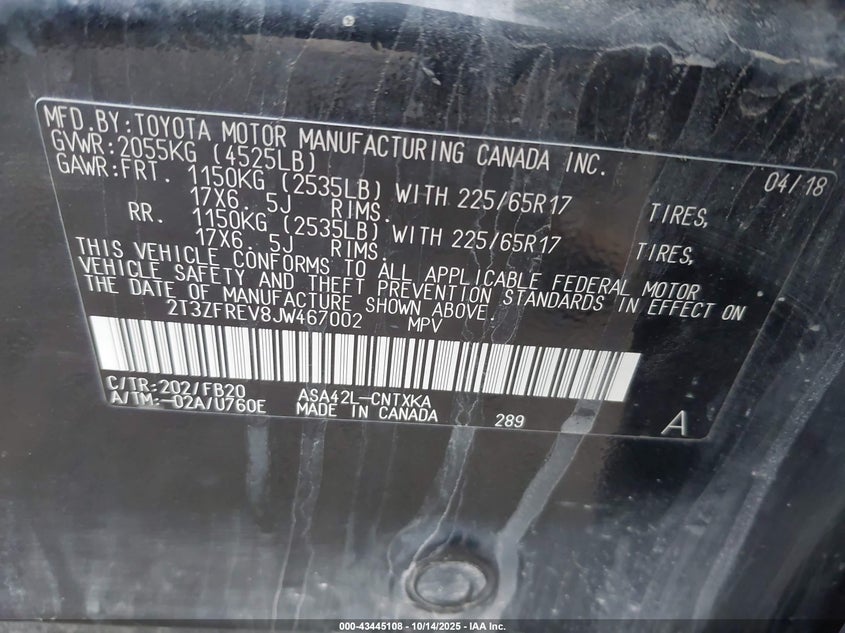 MFD.BY:TOYOTA MOTOR MANUFACTURING CANADA INC.
GVWR:2055KG (4525LB) 04/18
GAWR:FRT. 1150KG (2535LB) WITH 225/65R17 TIRES,
17X6. 5J RIMS.
RR. 1150KG (2535LB) WITH 225/65R17 TIRES,
17X6. 5J RIMS.
THIS VEHICLE CONFORMS TO ALL APPLICABLE FEDERAL MOTOR
VEHICLE SAFETY AND THEFT PREVENTION STANDARDS IN EFFECT ON
THE DATE OF MANUFACTURE SHOWN ABOVE.
2T3ZFREV8JW467002 MPV
C/TR:202/FB20 ASA42L-CNTXKA
A/TM:-02A/U760E MADE IN CANADA 289 A
000-43445108 - 10/14/2025 - IAA Inc.